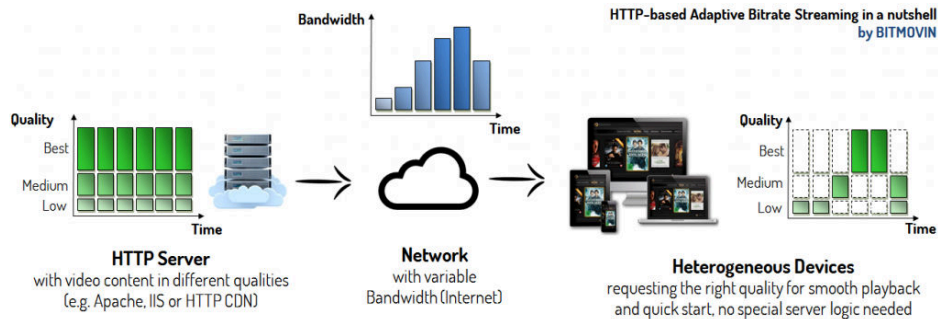 HTTP-based Adaptive Bitrate Streaming in a nutshell
by BITMOVIN
Bandwidth
Time
Quality
Best
Medium
Low
Time
Quality
Best
Medium
Low
Time
HTTP Server
with video content in different qualities
(e.g. Apache, IIS or HTTP CDN)
Network
with variable
Bandwidth (Internet)
Heterogeneous Devices
requesting the right quality for smooth playback
and quick start, no special server logic needed